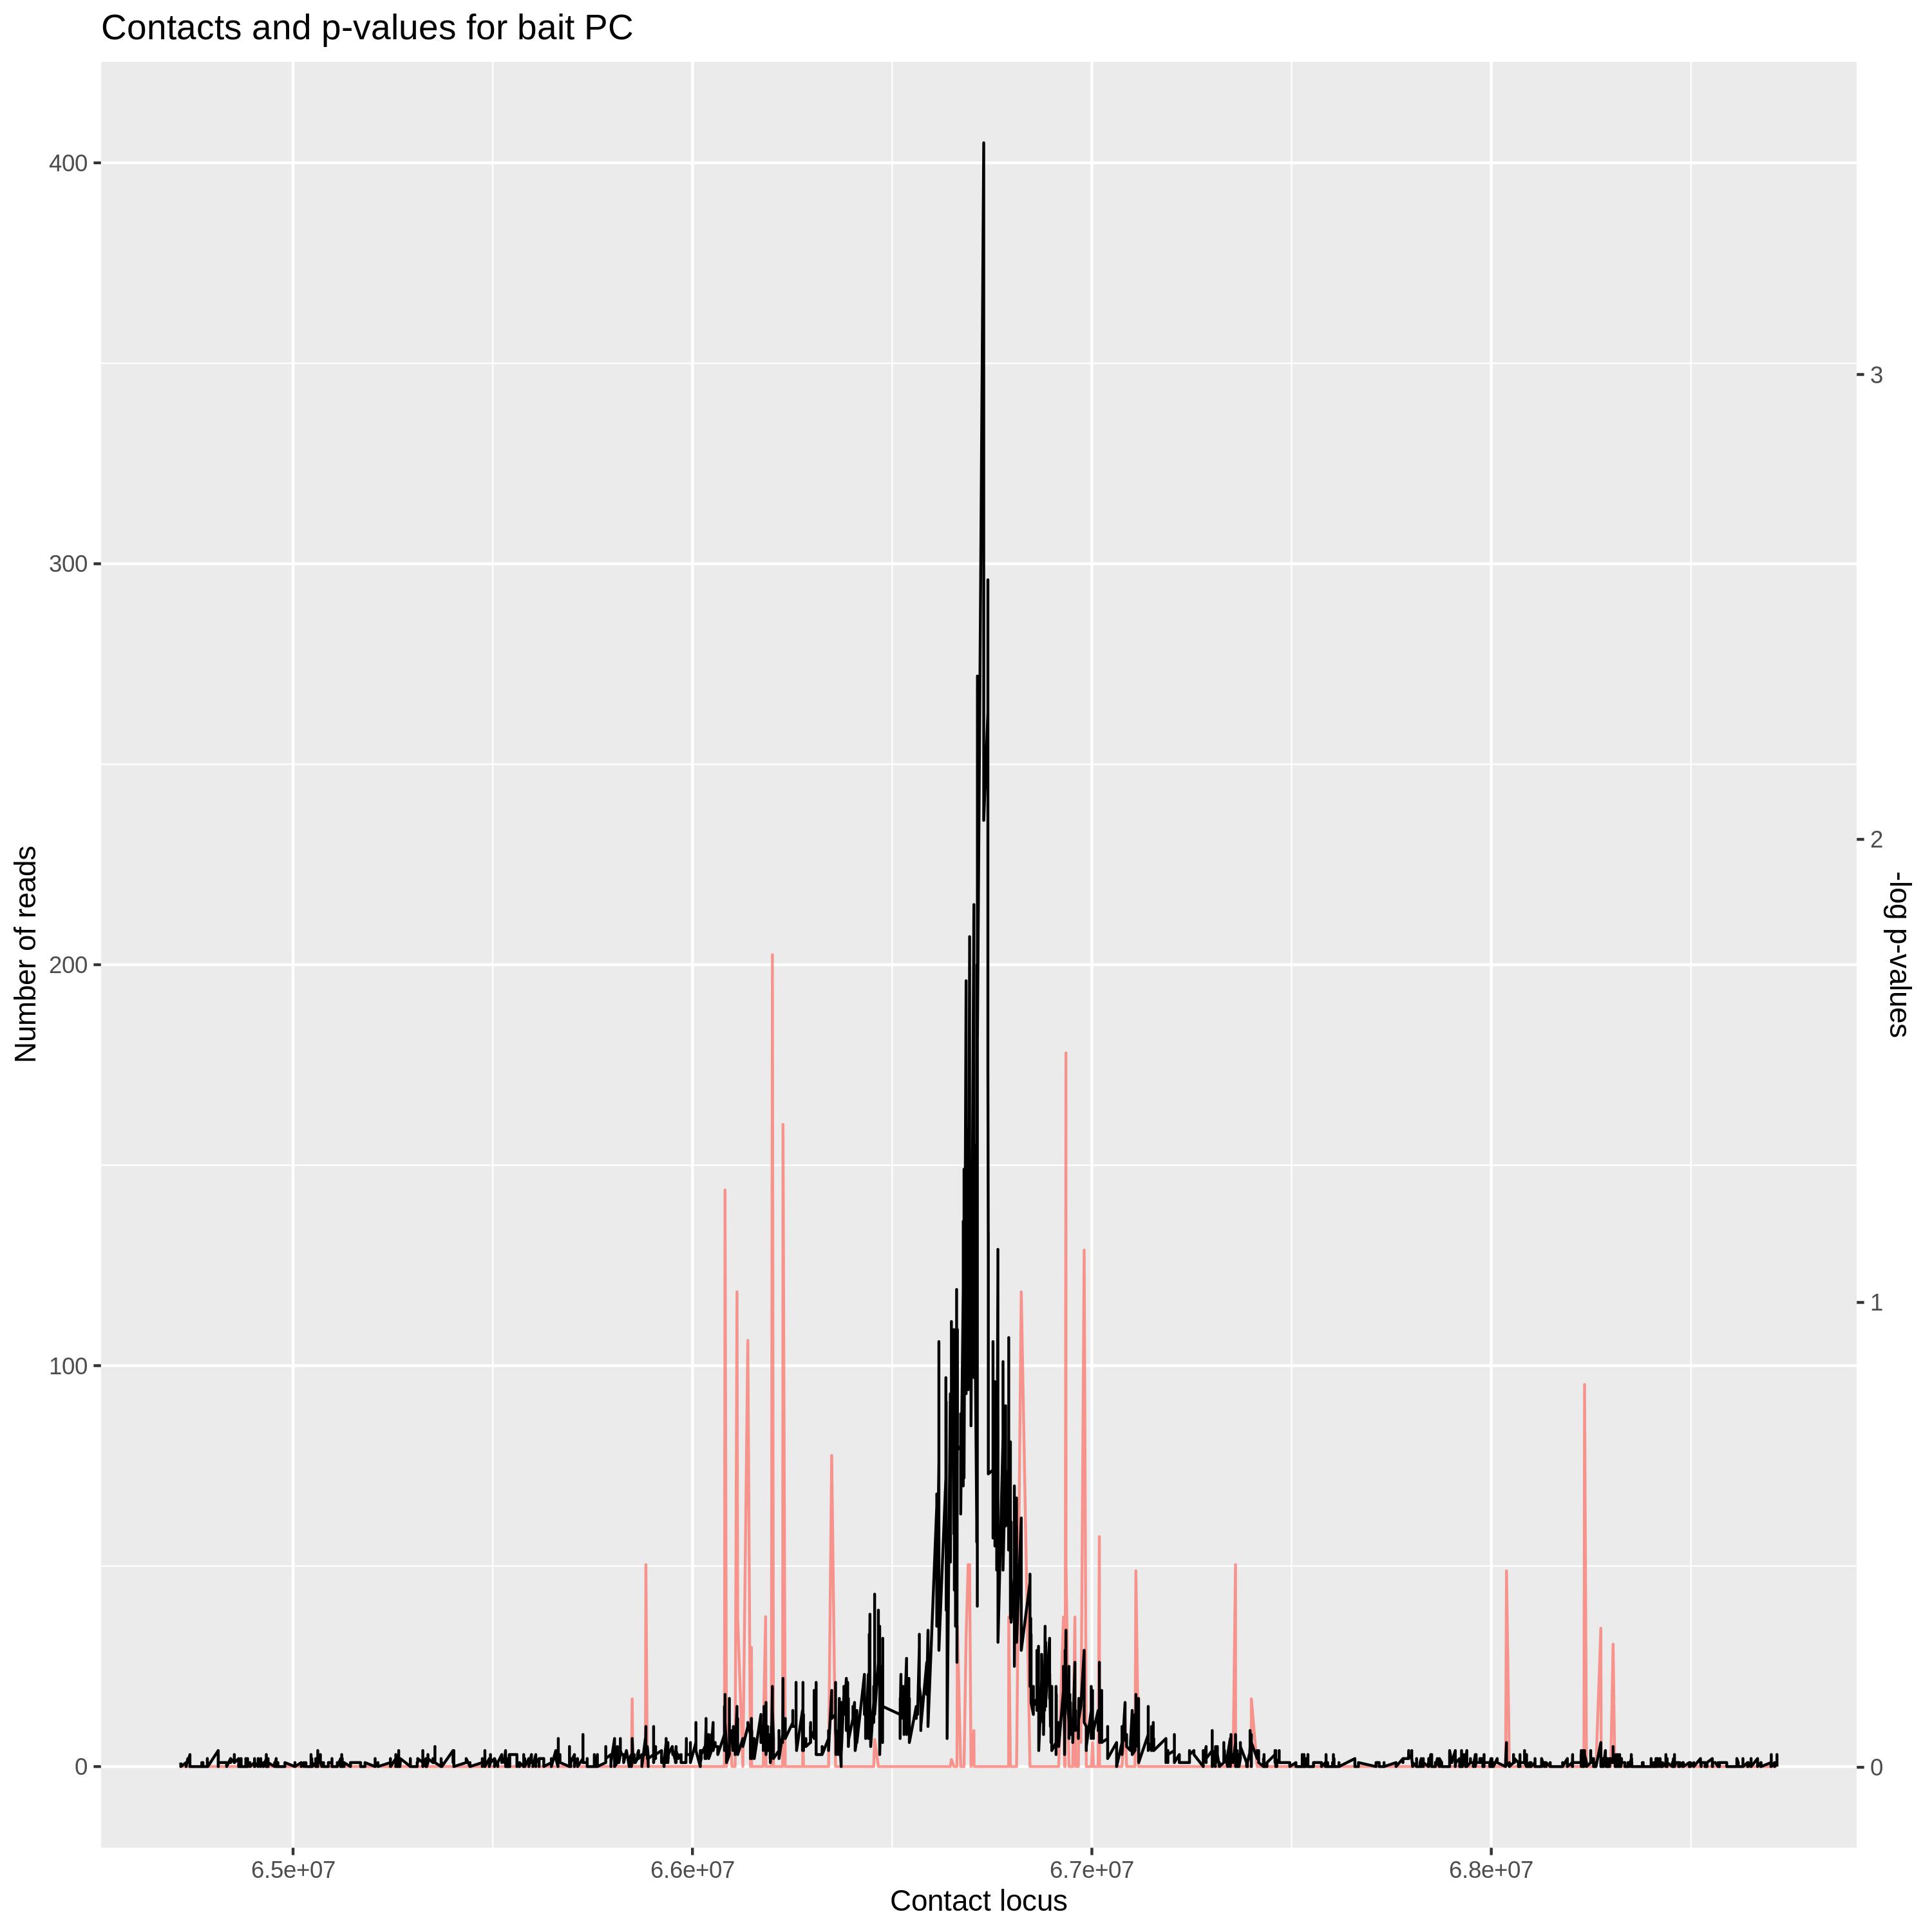 Contacts and p-values for bait PC
400
300
200
100
0
Number of reads
3
2
1
0
-log p-values
6.5e+07 6.6e+07 6.7e+07 6.8e+07
Contact locus